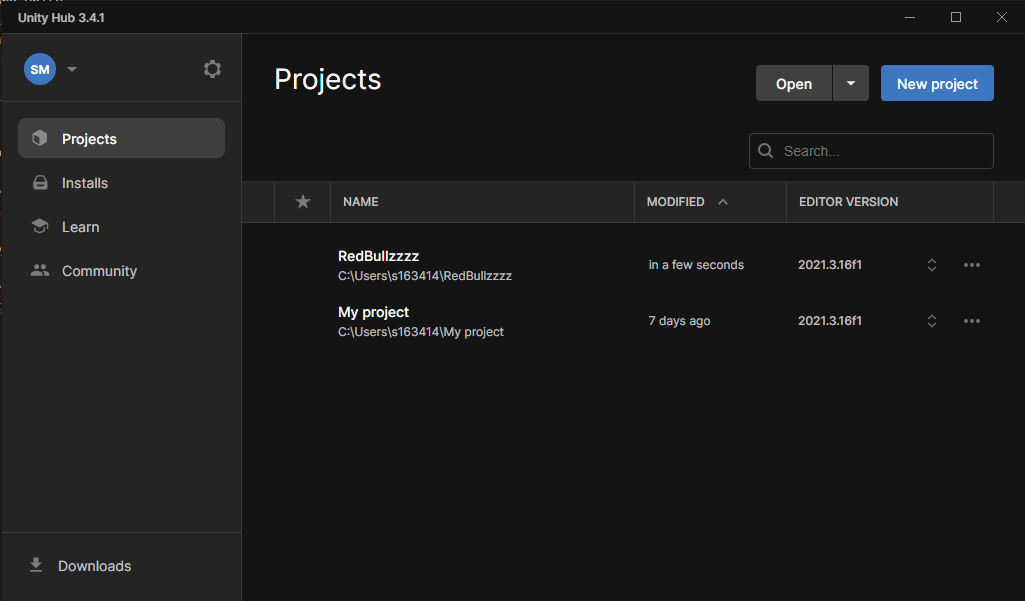 Unity Hub 3.4.1
SM
Projects
Installs
Learn
Community
Downloads
Projects
Open
New project
Search...
NAME
MODIFIED
EDITOR VERSION
RedBullzzzz
C:\Users\s163414\RedBullzzzz
in a few seconds
2021.3.16f1
My project
C:\Users\s163414\My project
7 days ago
2021.3.16f1